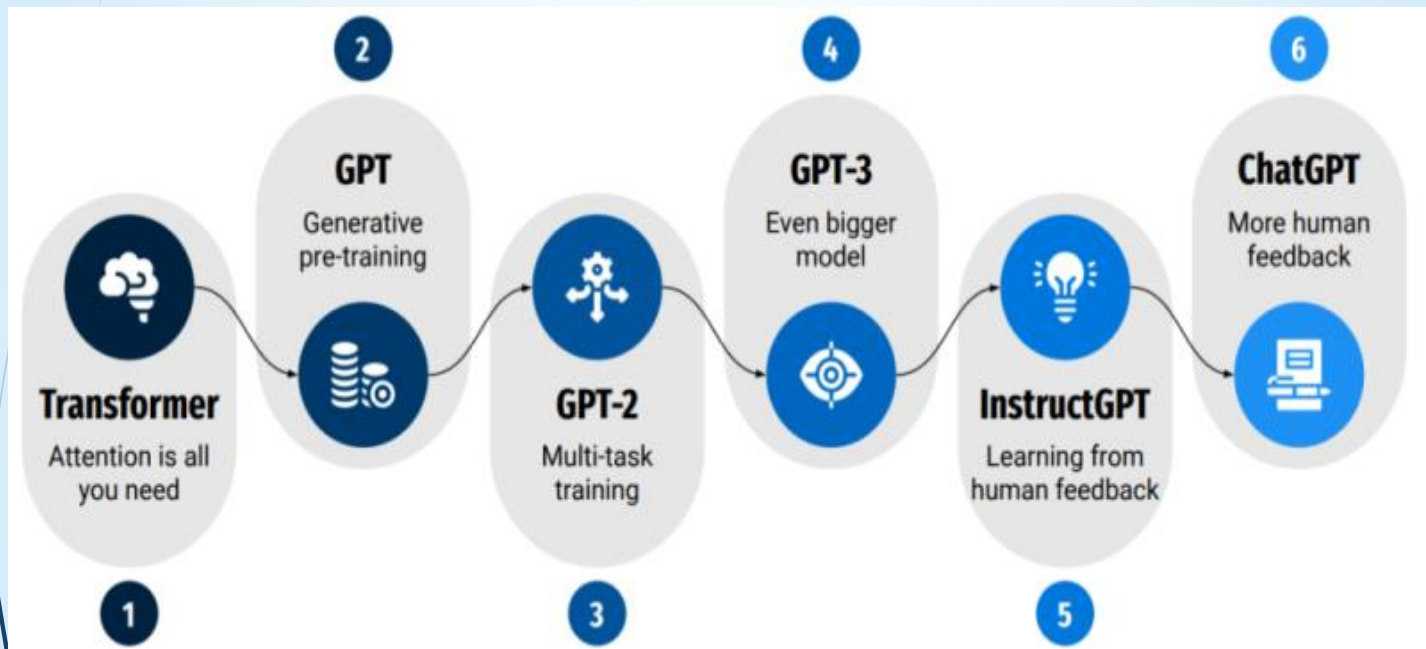 1
Transformer
Attention is all
you need
2
GPT
Generative
pre-training
3
GPT-2
Multi-task
training
4
GPT-3
Even bigger
model
5
InstructGPT
Learning from
human feedback
6
ChatGPT
More human
feedback